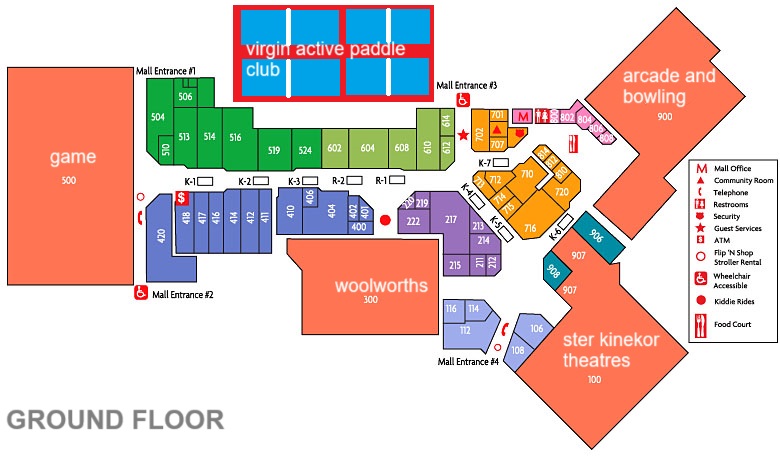 virgin active paddle
club
Mall Entrance #1
Mall Entrance #3
arcade and
bowling
900
game
500
504
506
510
513
514
516
519
524
602
604
608
610
614
612
702
701
707
M
800
802
804
806
808
K-1
K-2
K-3
R-2
R-1
K-7
K-4
K-5
K-6
713
712
714
715
710
716
720
814
812
810
$
418
417
416
414
412
411
420
410
406
404
402
401
400
220
219
222
217
213
214
215
211
212
Mall Entrance #2
woolworths
300
116
114
112
106
108
Mall Entrance #4
906
907
908
907
ster kinekor
theatres
100
M Mall Office
Community Room
Telephone
Restrooms
Security
Guest Services
$ ATM
Flip 'N Shop
Stroller Rental
Wheelchair
Accessible
Kiddie Rides
Food Court
GROUND FLOOR